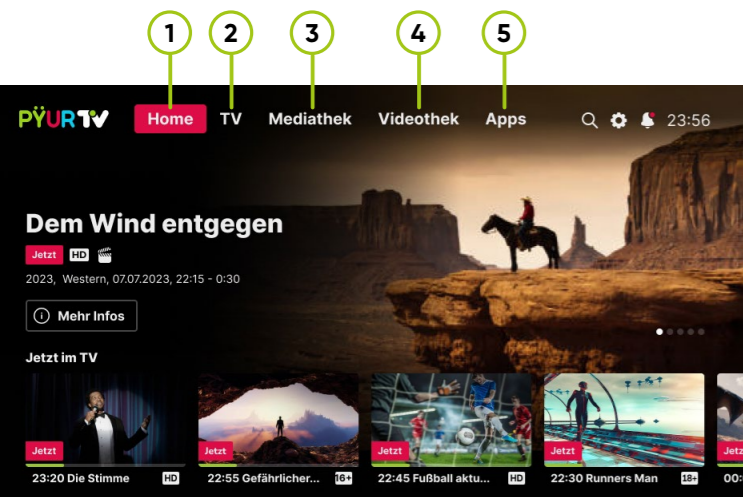 1 2 3 4 5
PŸUR TV Home TV Mediathek Videothek Apps 23:56
Dem Wind entgegen
Jetzt HD
2023, Western, 07.07.2023, 22:15 - 0:30
Mehr Infos
Jetzt im TV
Jetzt Jetzt Jetzt Jetzt
23:20 Die Stimme HD 22:55 Gefährlicher... 16+ 22:45 Fußball aktu... HD 22:30 Runners Man 18+ 00: